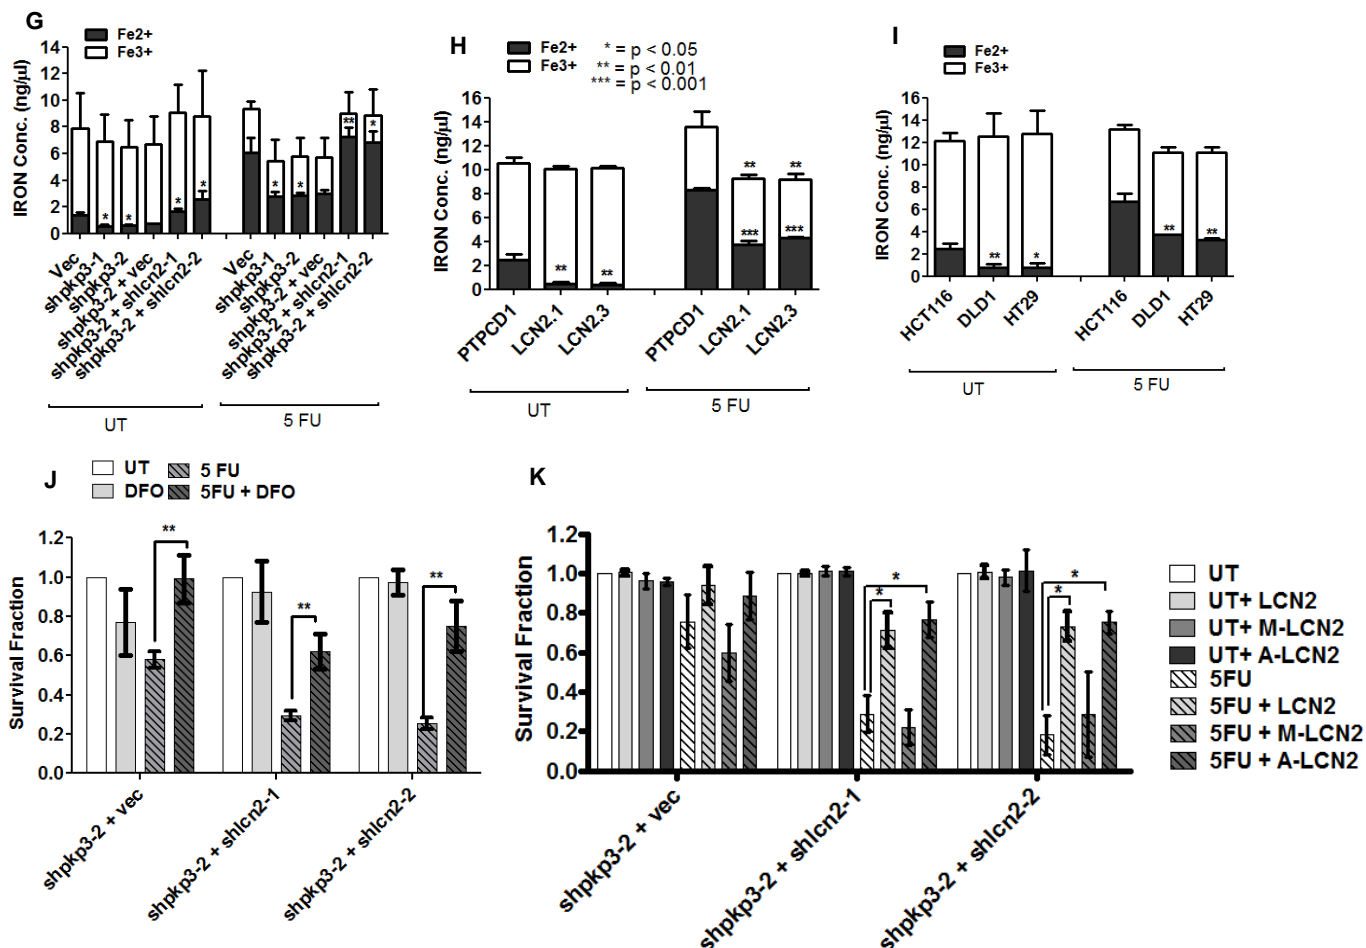 G
Fe2+
Fe3+
IRON Conc. (ng/µl)
14
12
10
8
6
4
2
0
Vec
shpkp3-1
shpkp3-2
shpkp3-2 + vec
shpkp3-2 + shlcn2-1
shpkp3-2 + shlcn2-2
Vec
shpkp3-1
shpkp3-2
shpkp3-2 + vec
shpkp3-2 + shlcn2-1
shpkp3-2 + shlcn2-2
* * * * * * * ** *
UT
5 FU
H
Fe2+
Fe3+
* = p < 0.05
** = p < 0.01
*** = p < 0.001
IRON Conc. (ng/µl)
16
14
12
10
8
6
4
2
0
** ** ** ** *** ***
PTPCD1
LCN2.1
LCN2.3
PTPCD1
LCN2.1
LCN2.3
UT
5 FU
I
Fe2+
Fe3+
IRON Conc. (ng/µl)
16
14
12
10
8
6
4
2
0
** * ** **
HCT116
DLD1
HT29
HCT116
DLD1
HT29
UT
5 FU
J
UT
5 FU
DFO
5FU + DFO
Survival Fraction
1.2
1.0
0.8
0.6
0.4
0.2
0.0
** ** **
shpkp3-2 + vec
shpkp3-2 + shlcn2-1
shpkp3-2 + shlcn2-2
K
Survival Fraction
1.2
1.0
0.8
0.6
0.4
0.2
0.0
* * * *
shpkp3-2 + vec
shpkp3-2 + shlcn2-1
shpkp3-2 + shlcn2-2
UT
UT+ LCN2
UT+ M-LCN2
UT+ A-LCN2
5FU
5FU + LCN2
5FU + M-LCN2
5FU + A-LCN2